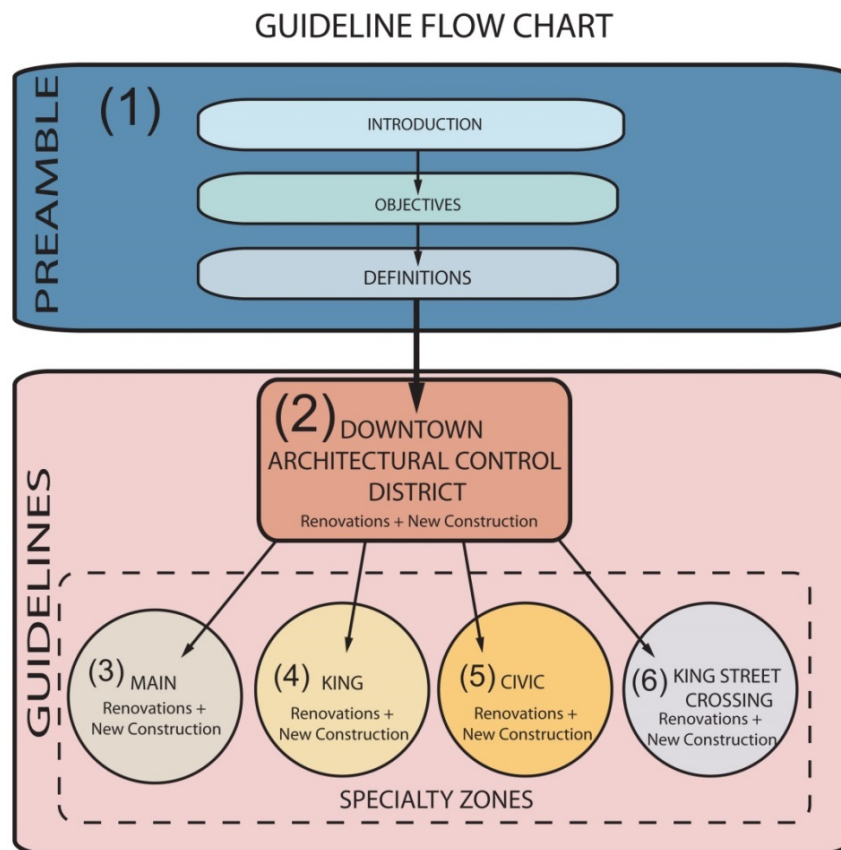 GUIDELINE FLOW CHART
PREAMBLE
(1)
INTRODUCTION
OBJECTIVES
DEFINITIONS
GUIDELINES
(2) DOWNTOWN
ARCHITECTURAL CONTROL
DISTRICT
Renovations + New Construction
(3) MAIN
Renovations +
New Construction
(4) KING
Renovations +
New Construction
(5) CIVIC
Renovations +
New Construction
(6) KING STREET
CROSSING
Renovations +
New Construction
SPECIALTY ZONES